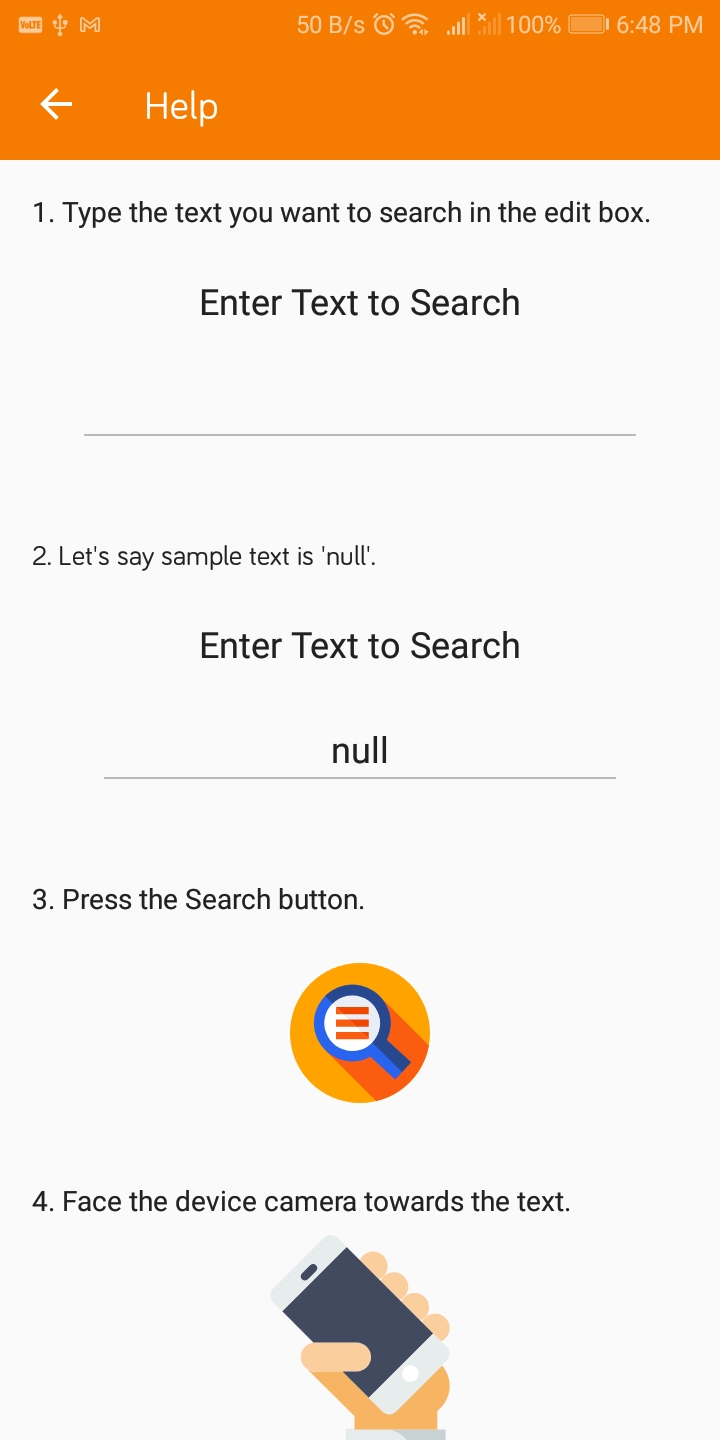 VoLTE 50 B/s 100% 6:48 PM
Help
1. Type the text you want to search in the edit box.
Enter Text to Search
2. Let's say sample text is 'null'.
Enter Text to Search
null
3. Press the Search button.
4. Face the device camera towards the text.